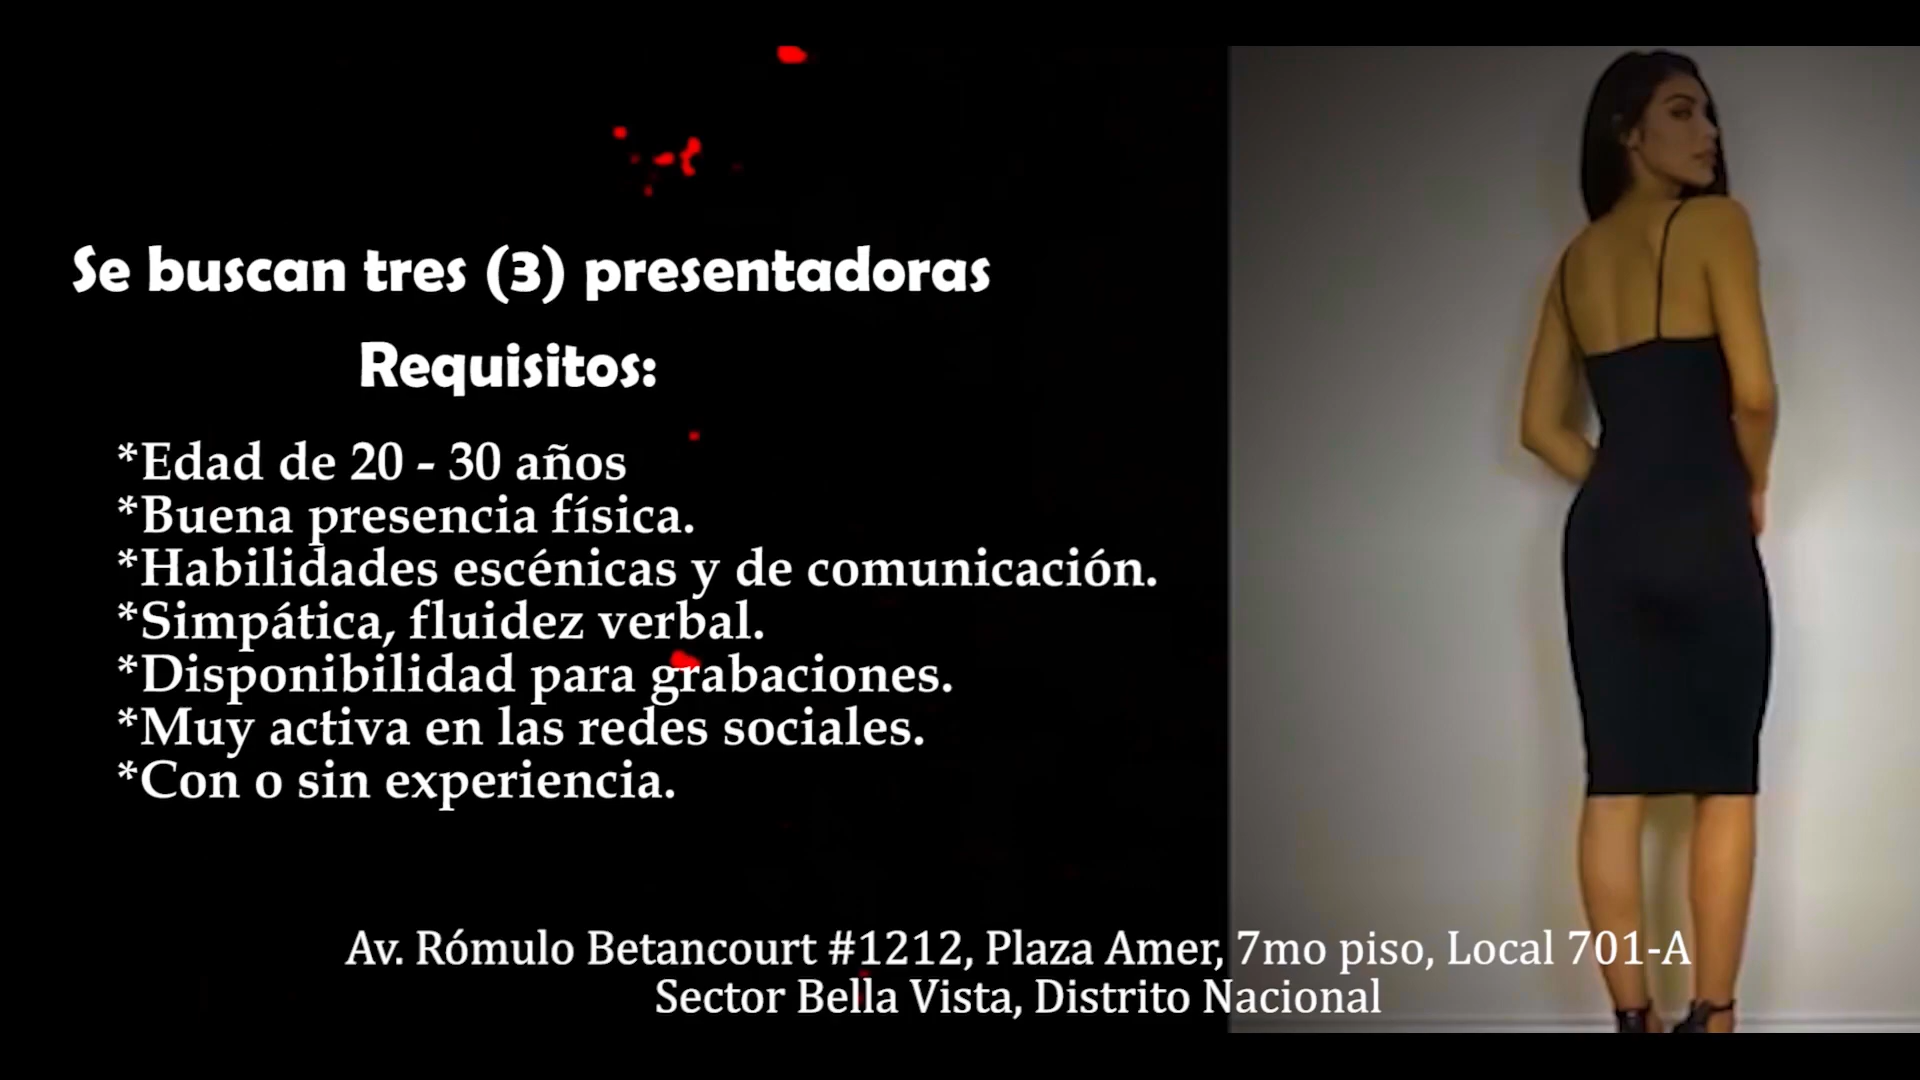 Se buscan tres (3) presentadoras
Requisitos:
*Edad de 20 - 30 años
*Buena presencia física.
*Habilidades escénicas y de comunicación.
*Simpática, fluidez verbal.
*Disponibilidad para grabaciones.
*Muy activa en las redes sociales.
*Con o sin experiencia.
Av. Rómulo Betancourt #1212, Plaza Amer, 7mo piso, Local 701-A
Sector Bella Vista, Distrito Nacional